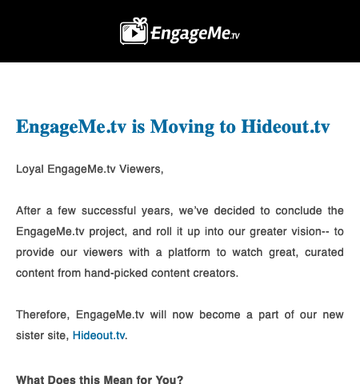 EngageMe.TV
EngageMe.tv is Moving to Hideout.tv
Loyal EngageMe.tv Viewers,
After a few successful years, we've decided to conclude the
EngageMe.tv project, and roll it up into our greater vision-- to
provide our viewers with a platform to watch great, curated
content from hand-picked content creators.
Therefore, EngageMe.tv will now become a part of our new
sister site, Hideout.tv.
What Does this Mean for You?